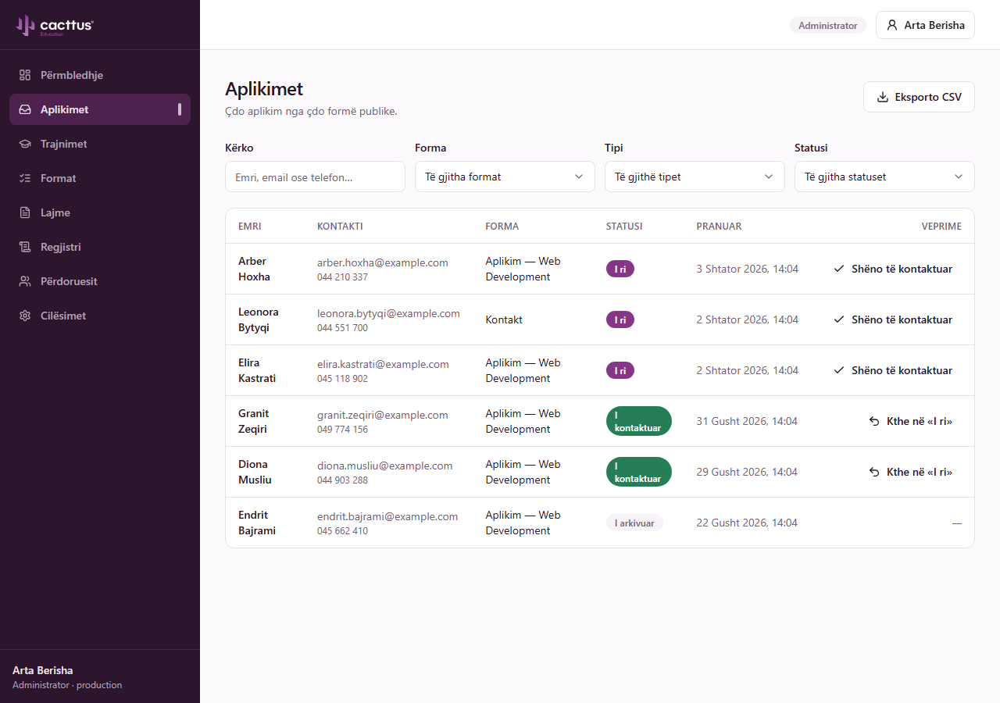 cacttus®
Education
Administrator
Arta Berisha
Përmbledhje
Aplikimet
Trajnimet
Format
Lajme
Regjistri
Përdoruesit
Cilësimet
Aplikimet
Çdo aplikim nga çdo formë publike.
Eksporto CSV
Kërko
Forma
Tipi
Statusi
Emri, email ose telefon…
Të gjitha format
Të gjithë tipet
Të gjitha statuset
EMRI
KONTAKTI
FORMA
STATUSI
PRANUAR
VEPRIME
Arber
Hoxha
arber.hoxha@example.com
044 210 337
Aplikim — Web
Development
I ri
3 Shtator 2026, 14:04
Shëno të kontaktuar
Leonora
Bytyqi
leonora.bytyqi@example.com
044 551 700
Kontakt
I ri
2 Shtator 2026, 14:04
Shëno të kontaktuar
Elira
Kastrati
elira.kastrati@example.com
045 118 902
Aplikim — Web
Development
I ri
2 Shtator 2026, 14:04
Shëno të kontaktuar
Granit
Zeqiri
granit.zeqiri@example.com
049 774 156
Aplikim — Web
Development
I
kontaktuar
31 Gusht 2026, 14:04
Kthe në «I ri»
Diona
Musliu
diona.musliu@example.com
044 903 288
Aplikim — Web
Development
I
kontaktuar
29 Gusht 2026, 14:04
Kthe në «I ri»
Endrit
Bajrami
endrit.bajrami@example.com
045 662 410
Aplikim — Web
Development
I arkivuar
22 Gusht 2026, 14:04
—
Arta Berisha
Administrator · production